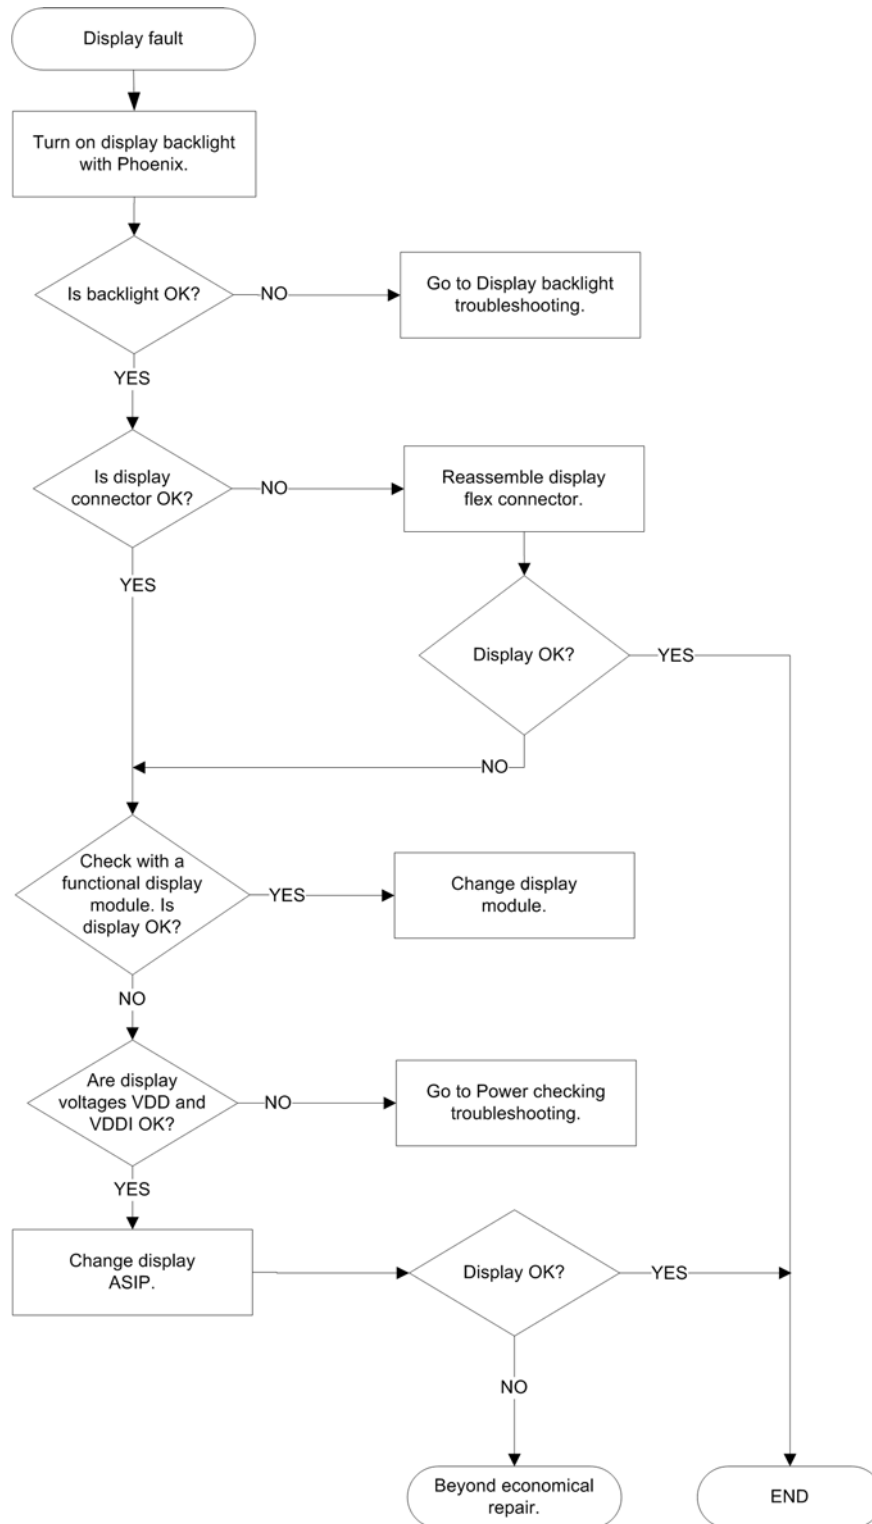 Display fault
Turn on display backlight
with Phoenix.
Is backlight OK?
NO
Go to Display backlight
troubleshooting.
YES
Is display
connector OK?
NO
Reassemble display
flex connector.
YES
Display OK?
YES
NO
Check with a
functional display
module. Is
display OK?
YES
Change display
module.
NO
Are display
voltages VDD and
VDDI OK?
NO
Go to Power checking
troubleshooting.
YES
Change display
ASIP.
Display OK?
YES
NO
Beyond economical
repair.
END